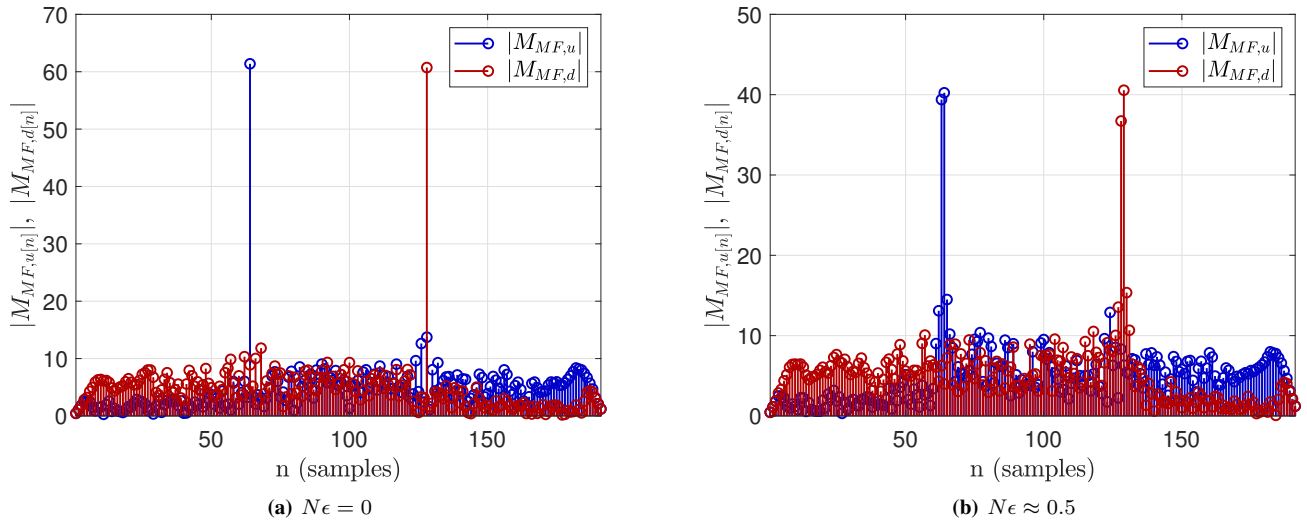 70
60
50
40
30
20
10
0
|M_{MF,u[n]}|, |M_{MF,d[n]}|
|M_{MF,u}|
|M_{MF,d}|
50
100
150
n (samples)
(a) Nϵ = 0
50
40
30
20
10
0
|M_{MF,u[n]}|, |M_{MF,d[n]}|
|M_{MF,u}|
|M_{MF,d}|
50
100
150
n (samples)
(b) Nϵ ≈ 0.5